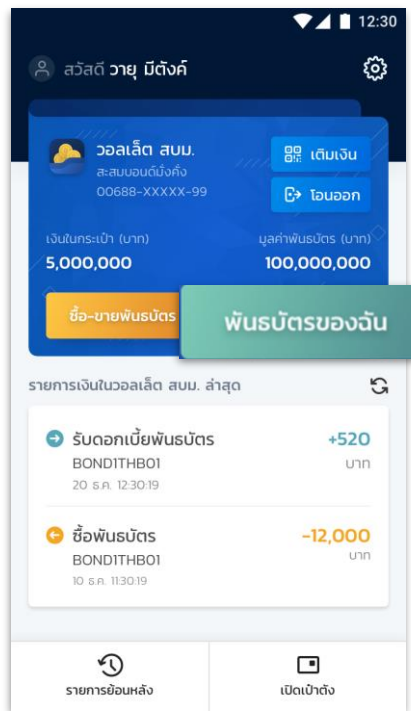 12:30
สวัสดี วายุ มีตังค์
วอลเล็ต สบม.
สะสมบอนด์มั่งคั่ง
00688-XXXXX-99
เติมเงิน
โอนออก
เงินในกระเป๋า (บาท)
5,000,000
มูลค่าพันธบัตร (บาท)
100,000,000
ซื้อ-ขายพันธบัตร
พันธบัตรของฉัน
รายการเงินในวอลเล็ต สบม. ล่าสุด
รับดอกเบี้ยพันธบัตร +520
BOND1THB01 บาท
20 ธ.ค. 12:30:19
ซื้อพันธบัตร -12,000
BOND1THB01 บาท
10 ธ.ค. 11:30:19
รายการย้อนหลัง
เปิดเป๋าตัง